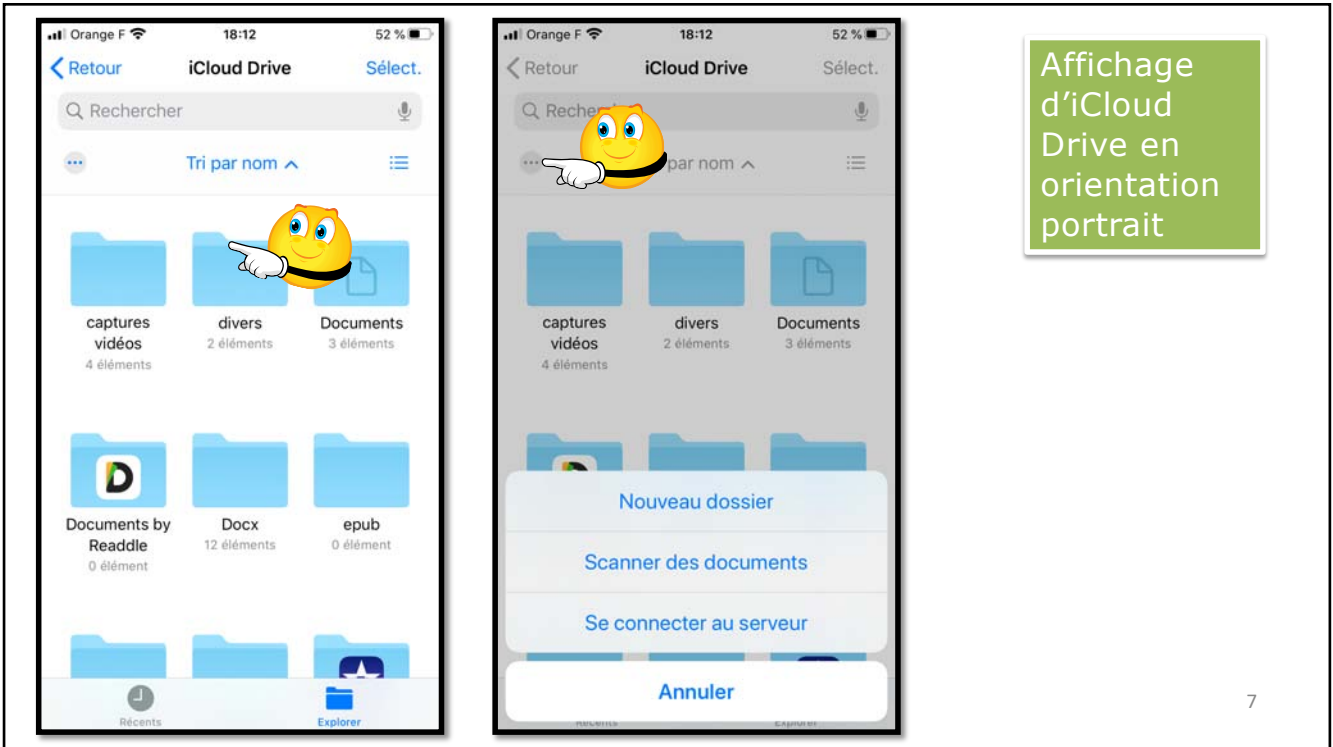 Orange F 18:12 52 %
Retour iCloud Drive Sélect.
Rechercher
Tri par nom
captures vidéos
4 éléments
divers
2 éléments
Documents
3 éléments
Documents by Readdle
0 élément
Docx
12 éléments
epub
0 élément
Récents
Explorer
Orange F 18:12 52 %
Retour iCloud Drive Sélect.
par nom
captures vidéos
4 éléments
divers
2 éléments
Documents
3 éléments
Nouveau dossier
Scanner des documents
Se connecter au serveur
Annuler
Récents
Explorer
Affichage
d’iCloud
Drive en
orientation
portrait
7